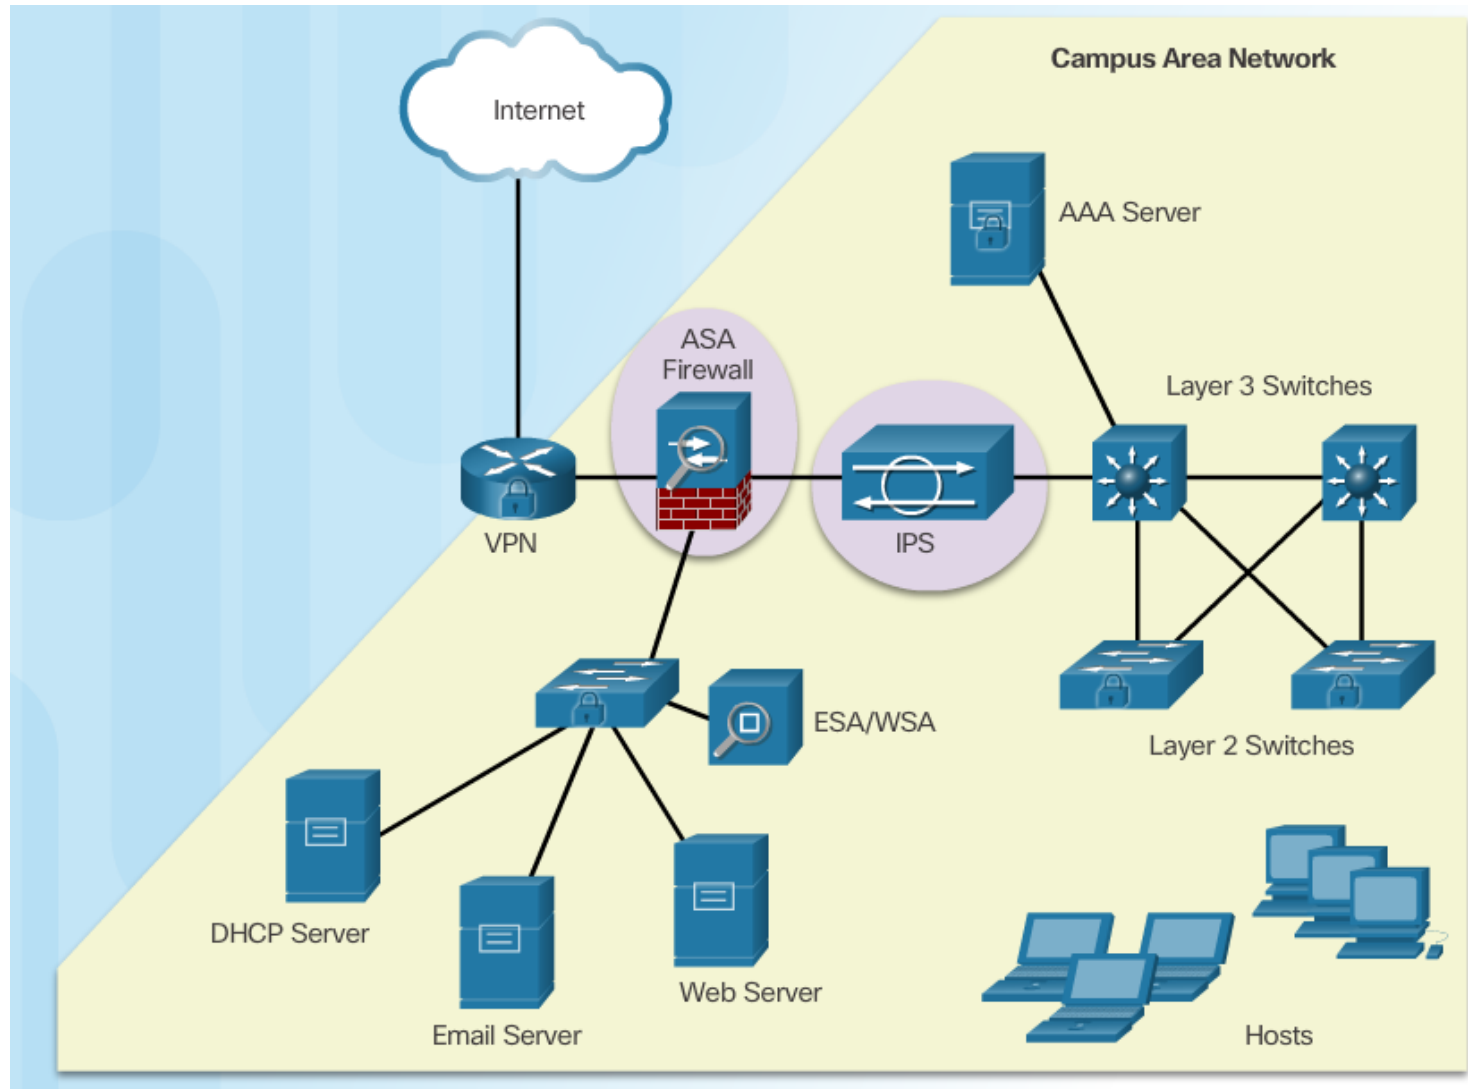 Campus Area Network
Internet
AAA Server
ASA
Firewall
Layer 3 Switches
VPN
IPS
ESA/WSA
Layer 2 Switches
DHCP Server
Web Server
Email Server
Hosts